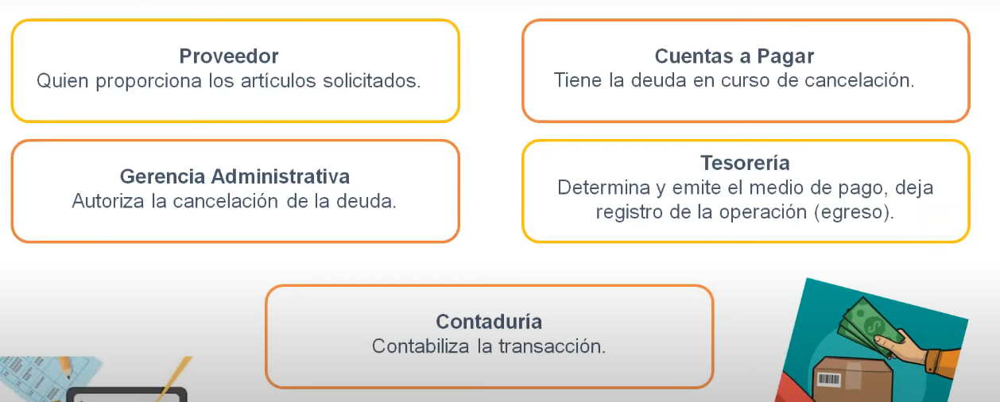 Proveedor
Quien proporciona los artículos solicitados.
Cuentas a Pagar
Tiene la deuda en curso de cancelación.
Gerencia Administrativa
Autoriza la cancelación de la deuda.
Tesorería
Determina y emite el medio de pago, deja
registro de la operación (egreso).
Contaduría
Contabiliza la transacción.